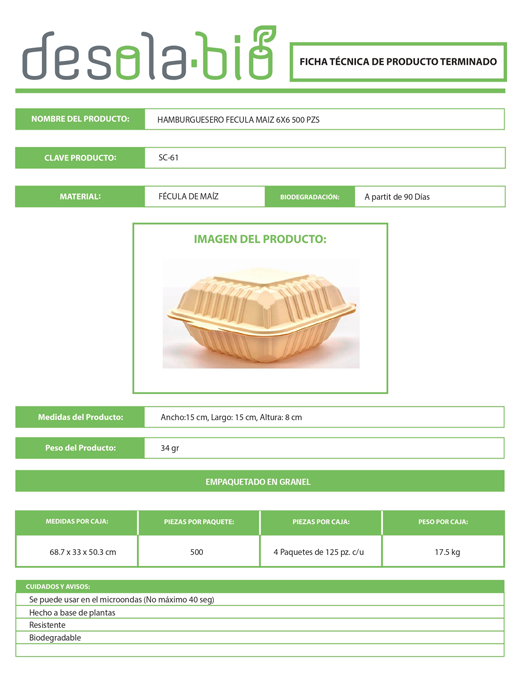 desola·bio
FICHA TÉCNICA DE PRODUCTO TERMINADO
NOMBRE DEL PRODUCTO: HAMBURGUESERO FECULA MAIZ 6X6 500 PZS
CLAVE PRODUCTO: SC-61
MATERIAL: FÉCULA DE MAÍZ BIODEGRADACIÓN: A partir de 90 Días
IMAGEN DEL PRODUCTO:
Medidas del Producto: Ancho:15 cm, Largo: 15 cm, Altura: 8 cm
Peso del Producto: 34 gr
EMPAQUETADO EN GRANEL
MEDIDAS POR CAJA: PIEZAS POR PAQUETE: PIEZAS POR CAJA: PESO POR CAJA:
68.7 x 33 x 50.3 cm 500 4 Paquetes de 125 pz. c/u 17.5 kg
CUIDADOS Y AVISOS:
Se puede usar en el microondas (No máximo 40 seg)
Hecho a base de plantas
Resistente
Biodegradable